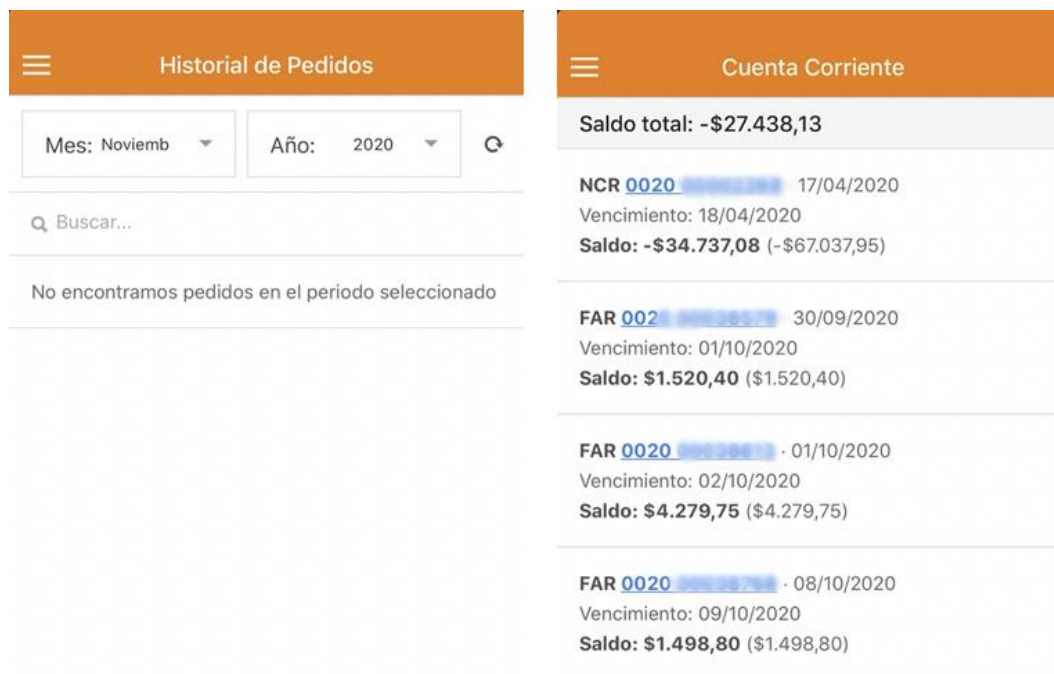 Historial de Pedidos
Mes: Noviemb
Año: 2020
Buscar...
No encontramos pedidos en el periodo seleccionado
Cuenta Corriente
Saldo total: -$27.438,13
NCR 0020 · 17/04/2020
Vencimiento: 18/04/2020
Saldo: -$34.737,08 (-$67.037,95)
FAR 002 30/09/2020
Vencimiento: 01/10/2020
Saldo: $1.520,40 ($1.520,40)
FAR 0020 · 01/10/2020
Vencimiento: 02/10/2020
Saldo: $4.279,75 ($4.279,75)
FAR 0020 · 08/10/2020
Vencimiento: 09/10/2020
Saldo: $1.498,80 ($1.498,80)